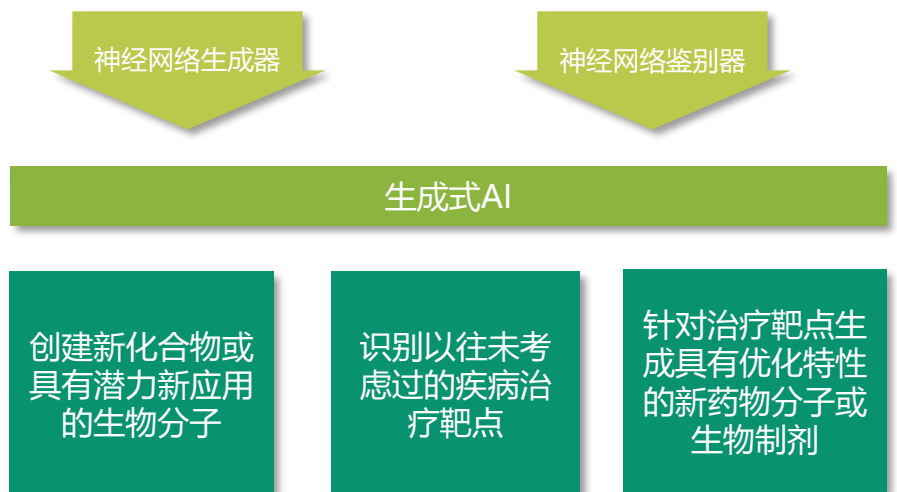 神经网络生成器
神经网络鉴别器
生成式AI
创建新化合物或
具有潜力新应用
的生物分子
识别以往未考
虑过的疾病治
疗靶点
针对治疗靶点生
成具有优化特性
的新药物分子或
生物制剂